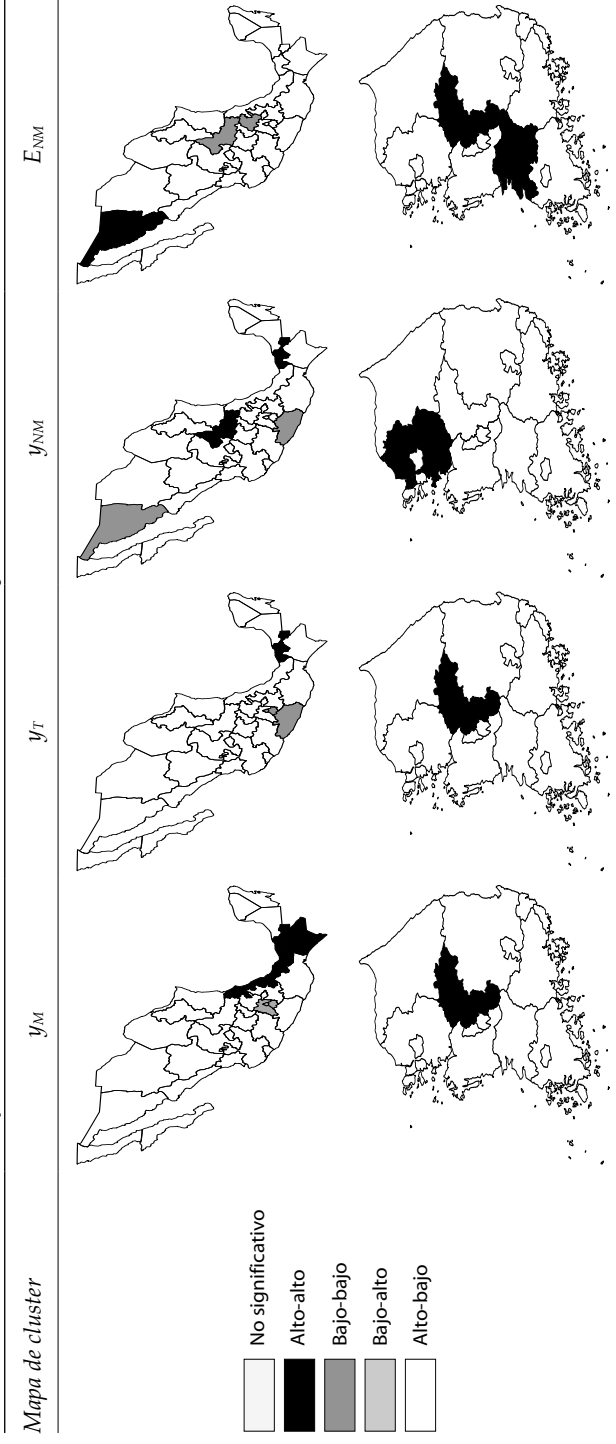 Mapa de cluster
y_M
y_T
y_NM
E_NM
No significativo
Alto-alto
Bajo-bajo
Bajo-alto
Alto-bajo